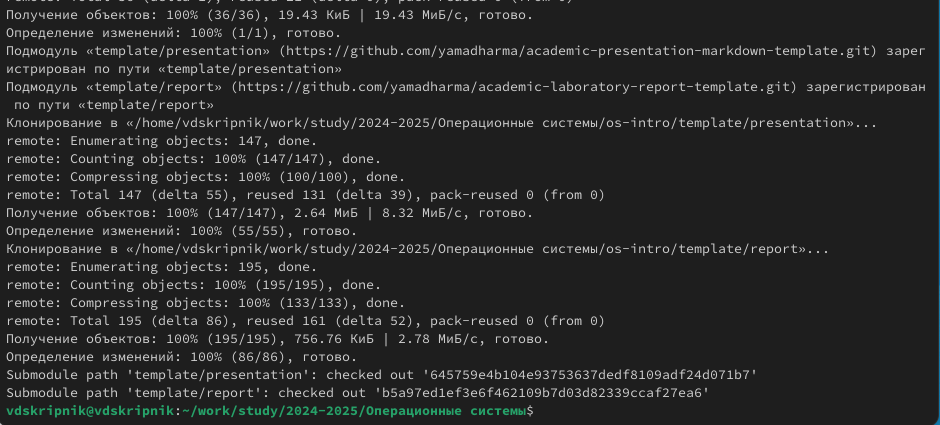 Получение объектов: 100% (36/36), 19.43 КиБ | 19.43 МиБ/с, готово.
Определение изменений: 100% (1/1), готово.
Подмодуль «template/presentation» (https://github.com/yamadharma/academic-presentation-markdown-template.git) зарег
истрирован по пути «template/presentation»
Подмодуль «template/report» (https://github.com/yamadharma/academic-laboratory-report-template.git) зарегистрирован
 по пути «template/report»
Клонирование в «/home/vdskripnik/work/study/2024-2025/Операционные системы/os-intro/template/presentation»...
remote: Enumerating objects: 147, done.
remote: Counting objects: 100% (147/147), done.
remote: Compressing objects: 100% (100/100), done.
remote: Total 147 (delta 55), reused 131 (delta 39), pack-reused 0 (from 0)
Получение объектов: 100% (147/147), 2.64 МиБ | 8.32 МиБ/с, готово.
Определение изменений: 100% (55/55), готово.
Клонирование в «/home/vdskripnik/work/study/2024-2025/Операционные системы/os-intro/template/report»...
remote: Enumerating objects: 195, done.
remote: Counting objects: 100% (195/195), done.
remote: Compressing objects: 100% (133/133), done.
remote: Total 195 (delta 86), reused 161 (delta 52), pack-reused 0 (from 0)
Получение объектов: 100% (195/195), 756.76 КиБ | 2.78 МиБ/с, готово.
Определение изменений: 100% (86/86), готово.
Submodule path 'template/presentation': checked out '645759e4b104e93753637dedf8109adf24d071b7'
Submodule path 'template/report': checked out 'b5a97ed1ef3e6f462109b7d03d82339ccaf27ea6'
vdskripnik@vdskripnik:~/work/study/2024-2025/Операционные системы$